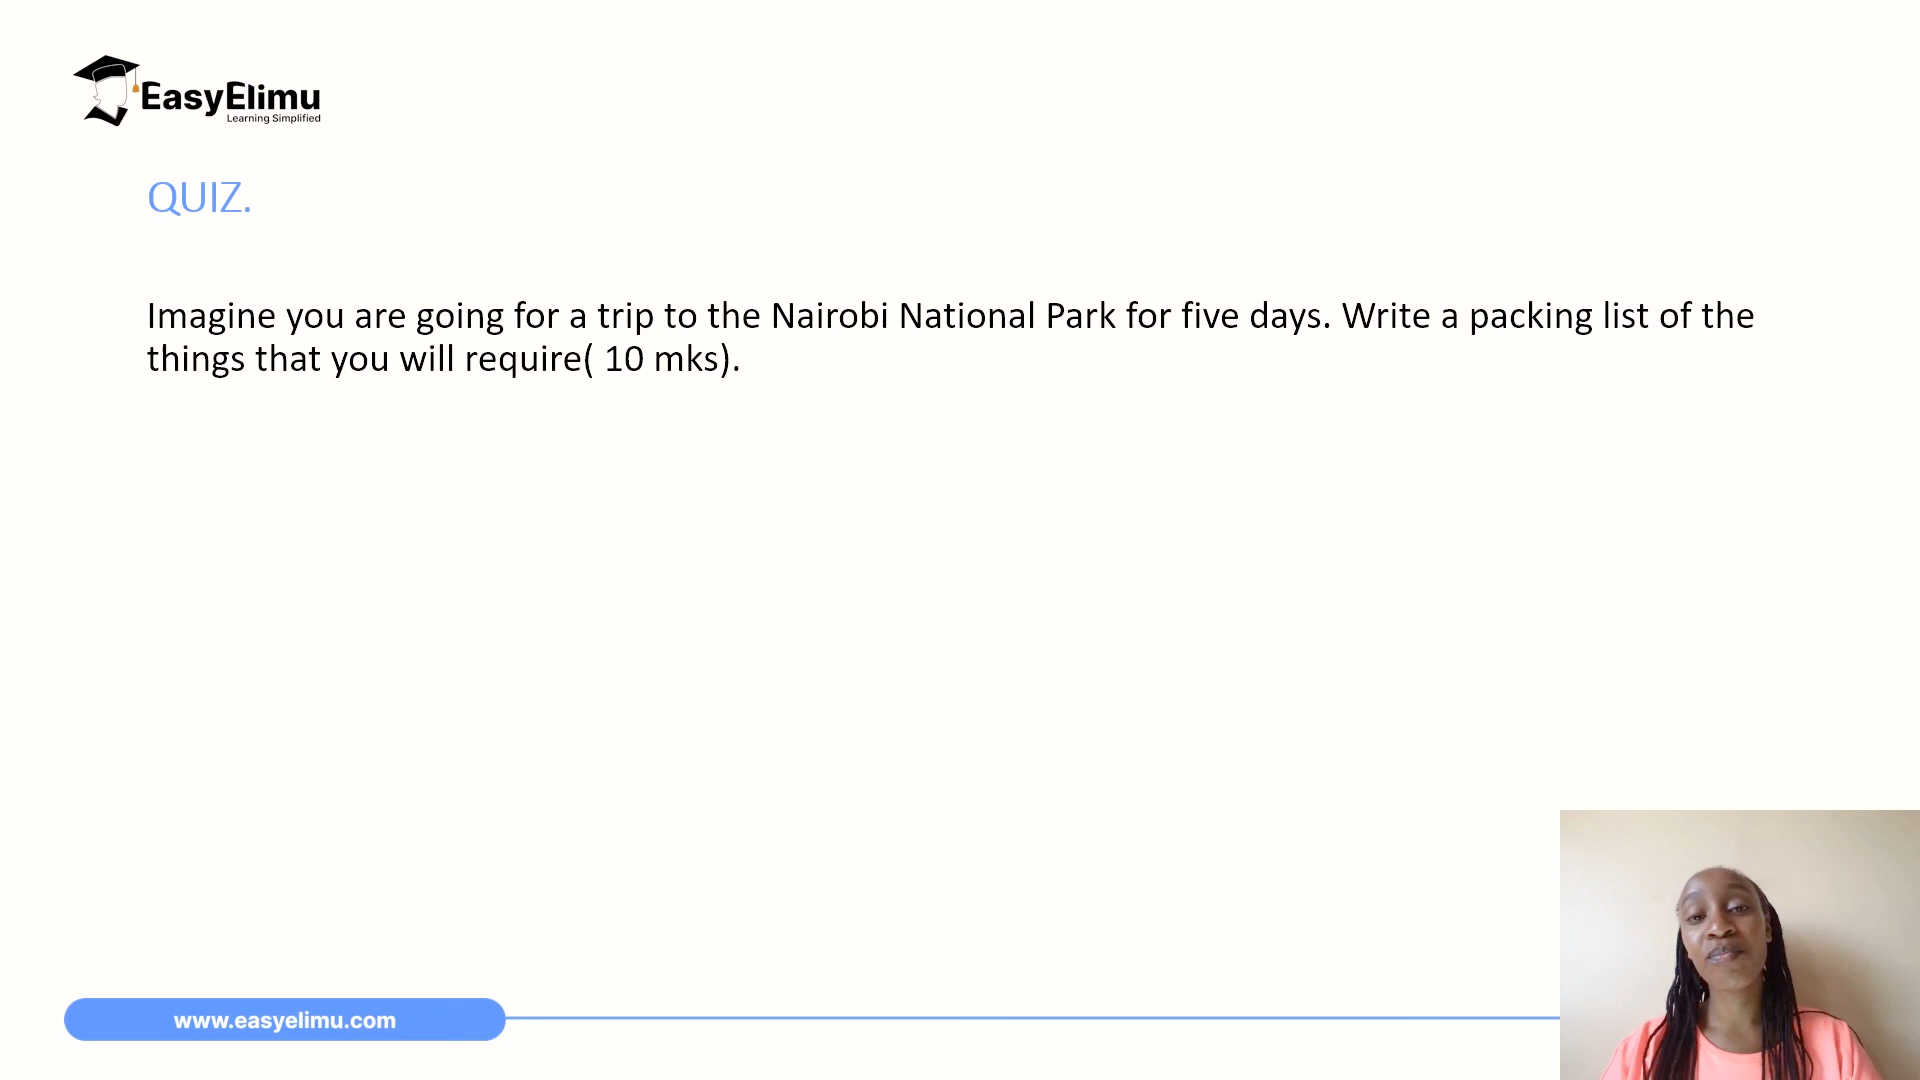 EasyElimu
Learning Simplified
QUIZ.
Imagine you are going for a trip to the Nairobi National Park for five days. Write a packing list of the
things that you will require( 10 mks).
www.easyelimu.com